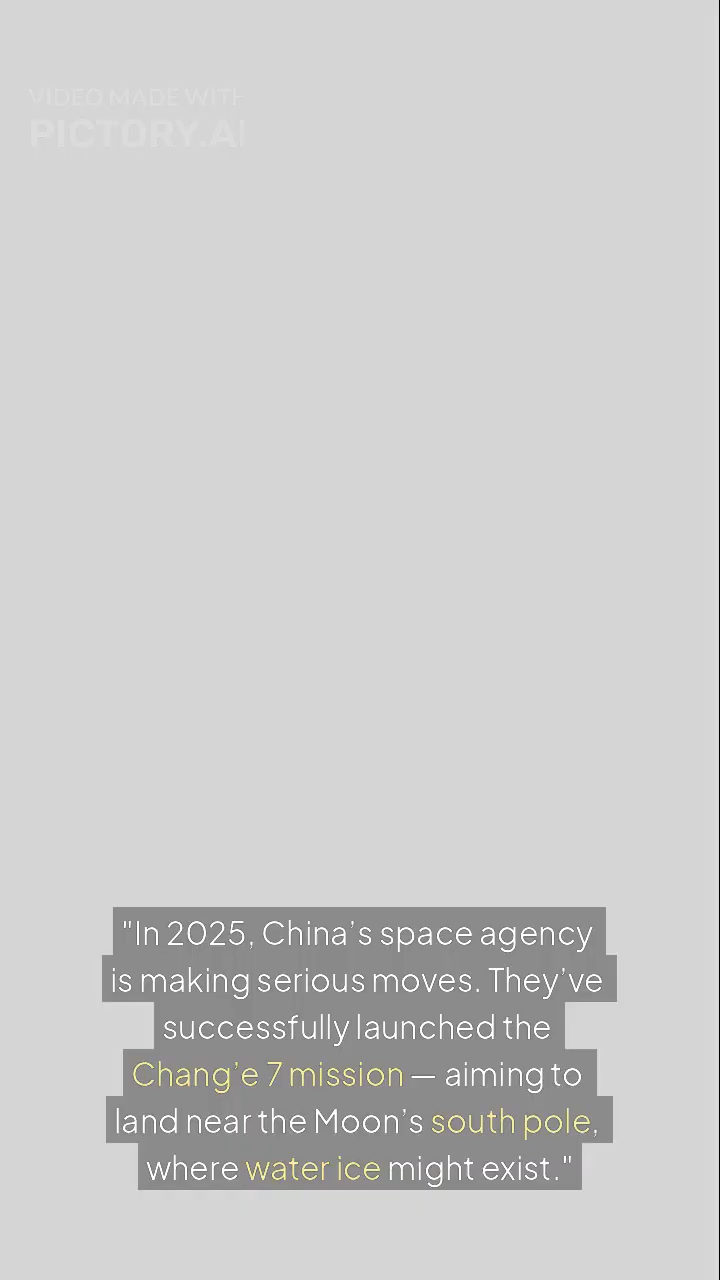 VIDEO MADE WITH
PICTORY.AI
"In 2025, China’s space agency
is making serious moves. They’ve
successfully launched the
Chang’e 7 mission — aiming to
land near the Moon’s south pole,
where water ice might exist."